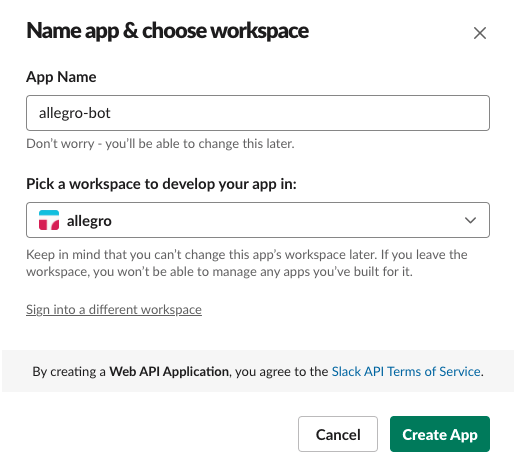 Name app & choose workspace
App Name
allegro-bot
Don’t worry - you’ll be able to change this later.
Pick a workspace to develop your app in:
allegro
Keep in mind that you can’t change this app’s workspace later. If you leave the
workspace, you won’t be able to manage any apps you’ve built for it.
Sign into a different workspace
By creating a Web API Application, you agree to the Slack API Terms of Service.
Cancel
Create App